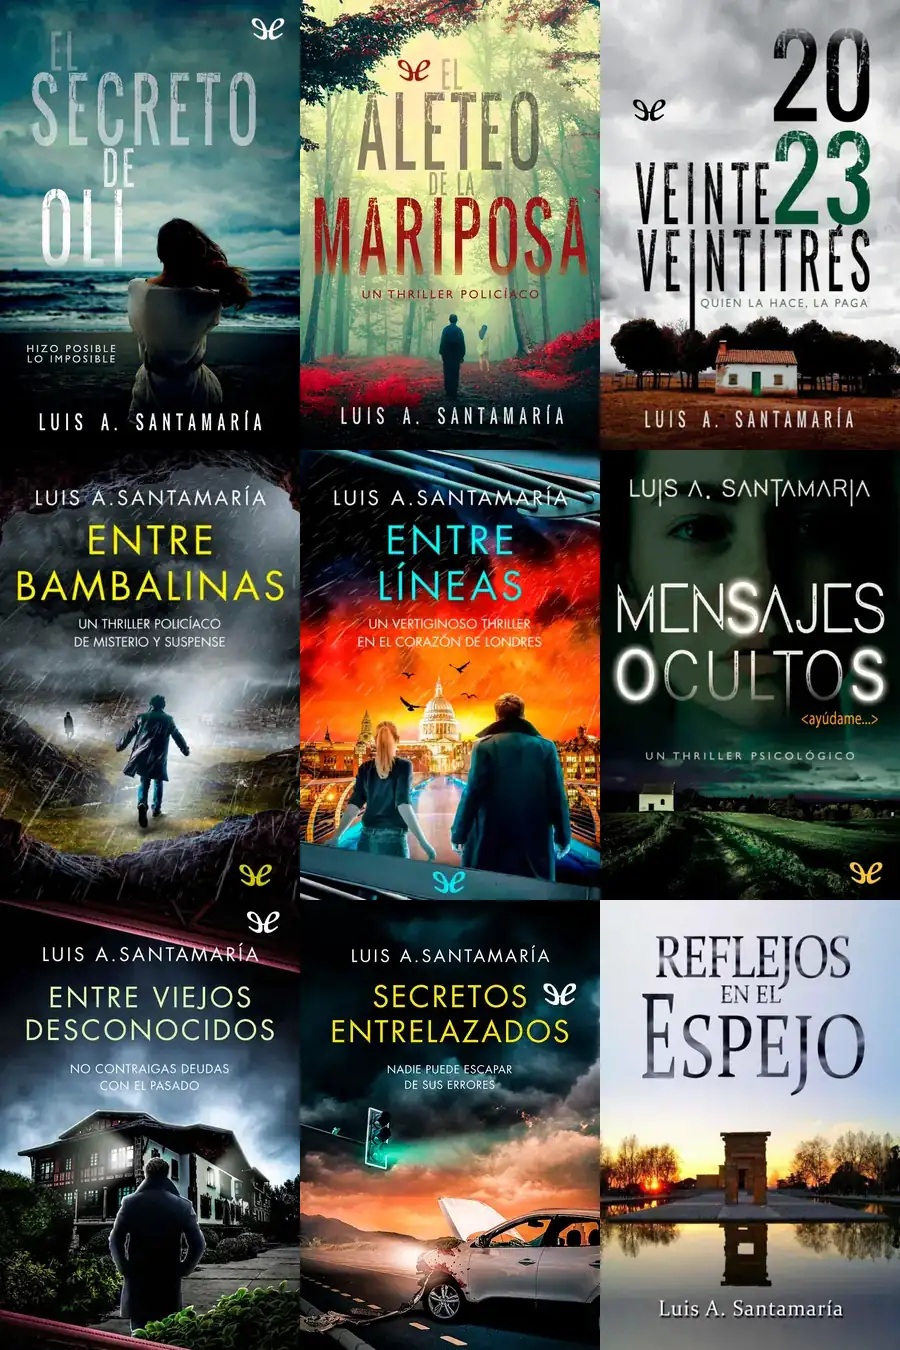 EL
SECRETO
DE
OLI
HIZO POSIBLE
LO IMPOSIBLE
LUIS A. SANTAMARÍA
EL
ALETEO
DE LA
MARIPOSA
UN THRILLER POLICÍACO
LUIS A. SANTAMARÍA
20
23
VEINTE
VEINTITRÉS
QUIEN LA HACE, LA PAGA
LUIS A. SANTAMARÍA
LUIS A.SANTAMARÍA
ENTRE
BAMBALINAS
UN THRILLER POLICÍACO
DE MISTERIO Y SUSPENSE
LUIS A.SANTAMARÍA
ENTRE
LÍNEAS
UN VERTIGINOSO THRILLER
EN EL CORAZÓN DE LONDRES
LUIS A. SANTAMARIA
MENSAJES
OCULTOS
<ayúdame...>
UN THRILLER PSICOLÓGICO
LUIS A.SANTAMARÍA
ENTRE VIEJOS
DESCONOCIDOS
NO CONTRAIGAS DEUDAS
CON EL PASADO
LUIS A.SANTAMARÍA
SECRETOS
ENTRELAZADOS
NADIE PUEDE ESCAPAR
DE SUS ERRORES
REFLEJOS
EN EL
ESPEJO
Luis A. Santamaría